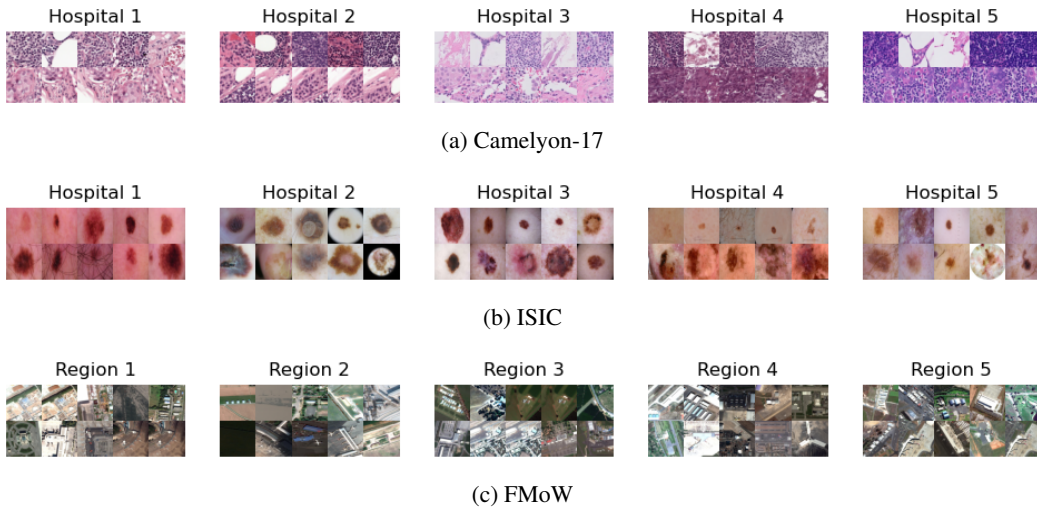 Hospital 1 Hospital 2 Hospital 3 Hospital 4 Hospital 5
(a) Camelyon-17
Hospital 1 Hospital 2 Hospital 3 Hospital 4 Hospital 5
(b) ISIC
Region 1 Region 2 Region 3 Region 4 Region 5
(c) FMoW